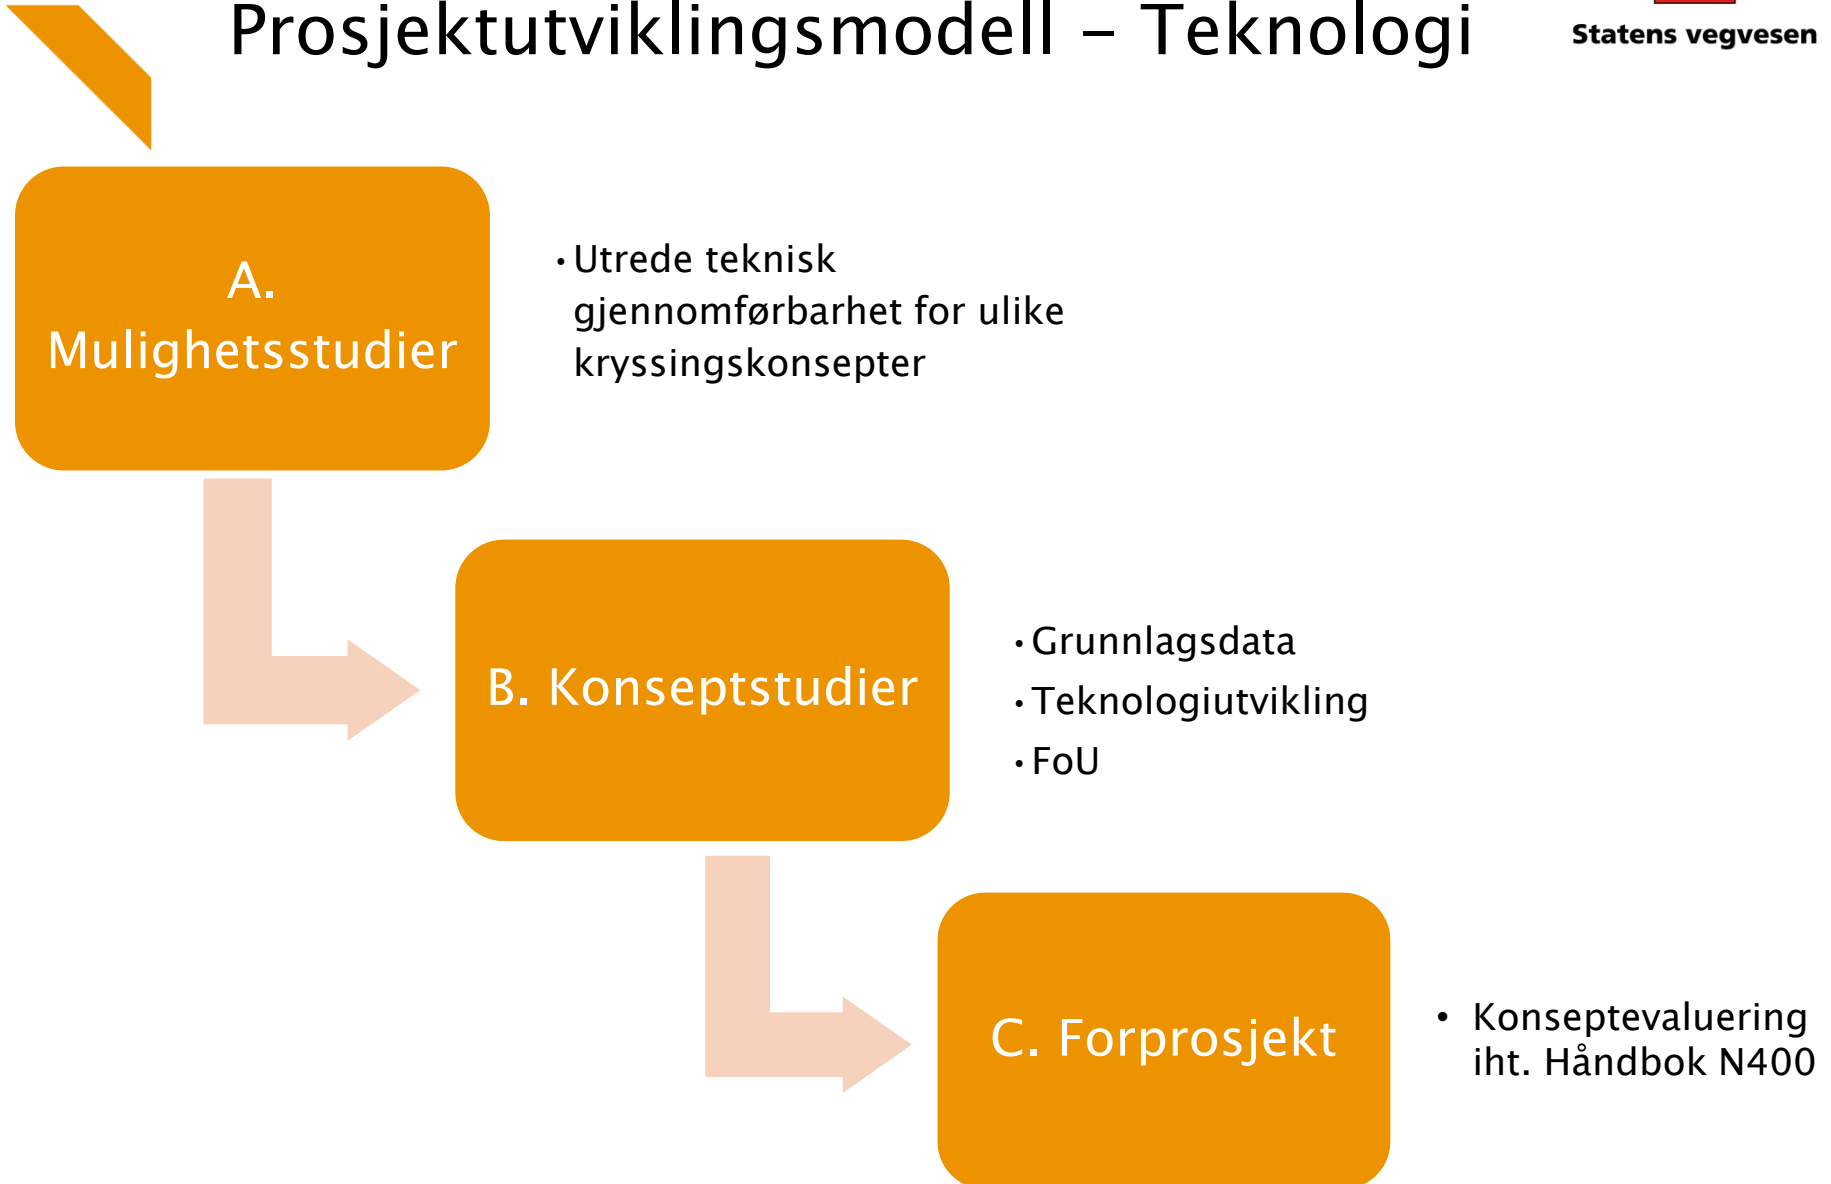 Prosjektutviklingsmodell – Teknologi
Statens vegvesen
A.
Mulighetsstudier
• Utrede teknisk
gjennomførbarhet for ulike
kryssingskonsepter
B. Konseptstudier
• Grunnlagsdata
• Teknologiutvikling
• FoU
C. Forprosjekt
• Konseptevaluering
iht. Håndbok N400